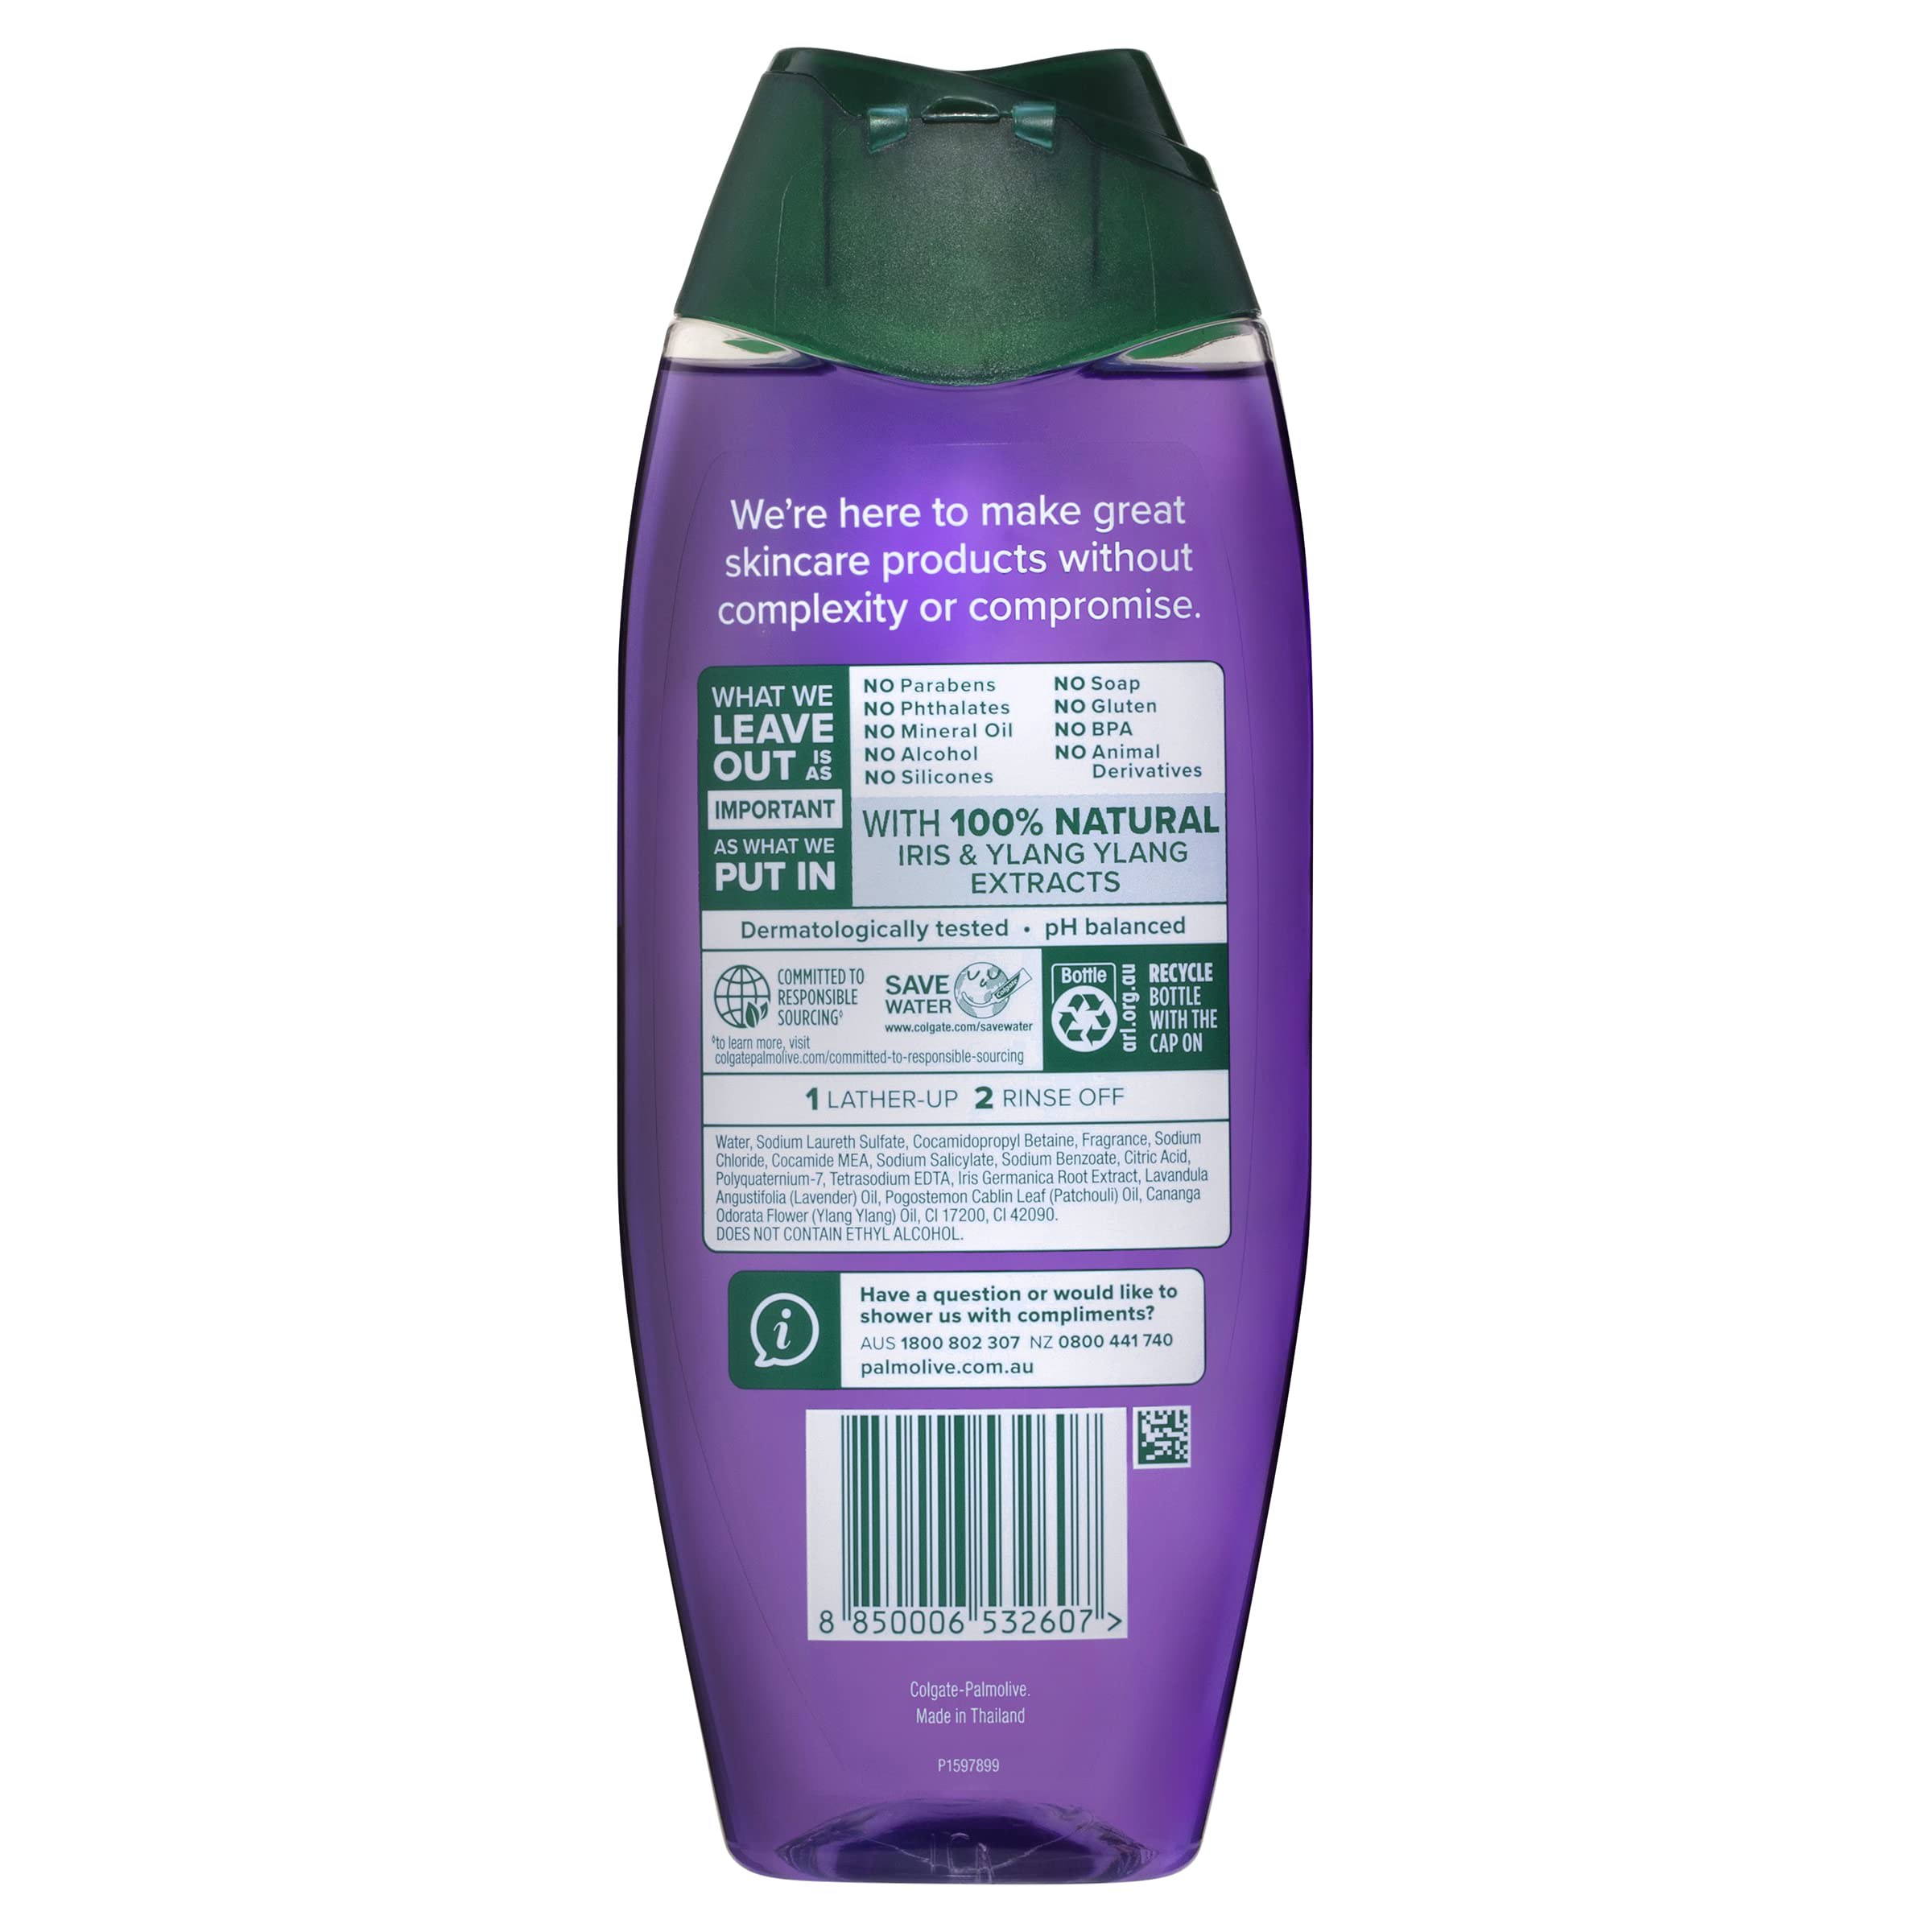 We're here to make great
skincare products without
complexity or compromise.
WHAT WE
LEAVE
OUT IS AS
IMPORTANT
AS WHAT WE
PUT IN
NO Parabens
NO Phthalates
NO Mineral Oil
NO Alcohol
NO Silicones
NO Soap
NO Gluten
NO BPA
NO Animal
Derivatives
WITH 100% NATURAL
IRIS & YLANG YLANG
EXTRACTS
Dermatologically tested • pH balanced
COMMITTED TO
RESPONSIBLE
SOURCING◊
◊to learn more, visit
colgatepalmolive.com/committed-to-responsible-sourcing
SAVE
WATER
Colgate
www.colgate.com/savewater
Bottle
arl.org.au
RECYCLE
BOTTLE
WITH THE
CAP ON
1 LATHER-UP 2 RINSE OFF
Water, Sodium Laureth Sulfate, Cocamidopropyl Betaine, Fragrance, Sodium
Chloride, Cocamide MEA, Sodium Salicylate, Sodium Benzoate, Citric Acid,
Polyquaternium-7, Tetrasodium EDTA, Iris Germanica Root Extract, Lavandula
Angustifolia (Lavender) Oil, Pogostemon Cablin Leaf (Patchouli) Oil, Cananga
Odorata Flower (Ylang Ylang) Oil, CI 17200, CI 42090.
DOES NOT CONTAIN ETHYL ALCOHOL.
i
Have a question or would like to
shower us with compliments?
AUS 1800 802 307 NZ 0800 441 740
palmolive.com.au
8 850006 532607 >
Colgate-Palmolive.
Made in Thailand
P1597899